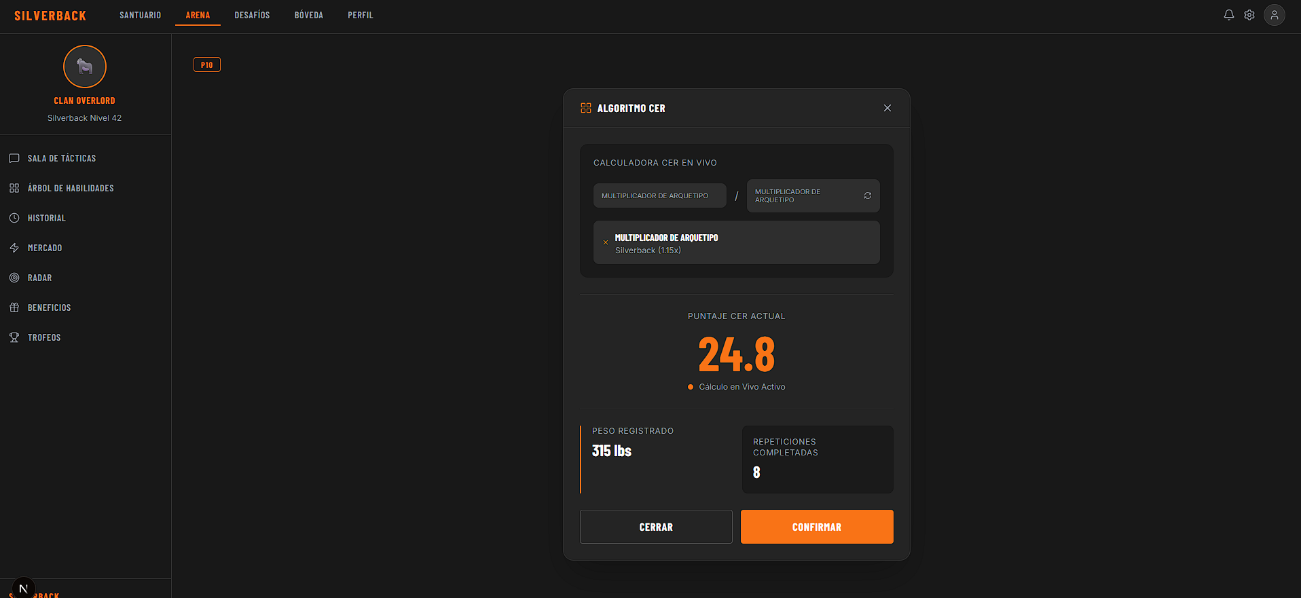 SILVERBACK
SANTUARIO
ARENA
DESAFÍOS
BÓVEDA
PERFIL
CLAN OVERLORD
Silverback Nivel 42
SALA DE TÁCTICAS
ÁRBOL DE HABILIDADES
HISTORIAL
MERCADO
RADAR
BENEFICIOS
TROFEOS
N
P10
ALGORITMO CER
CALCULADORA CER EN VIVO
MULTIPLICADOR DE ARQUETIPO
/
MULTIPLICADOR DE
ARQUETIPO
× MULTIPLICADOR DE ARQUETIPO
Silverback (1.15x)
PUNTAJE CER ACTUAL
24.8
Cálculo en Vivo Activo
PESO REGISTRADO
315 lbs
REPETICIONES
COMPLETADAS
8
CERRAR
CONFIRMAR